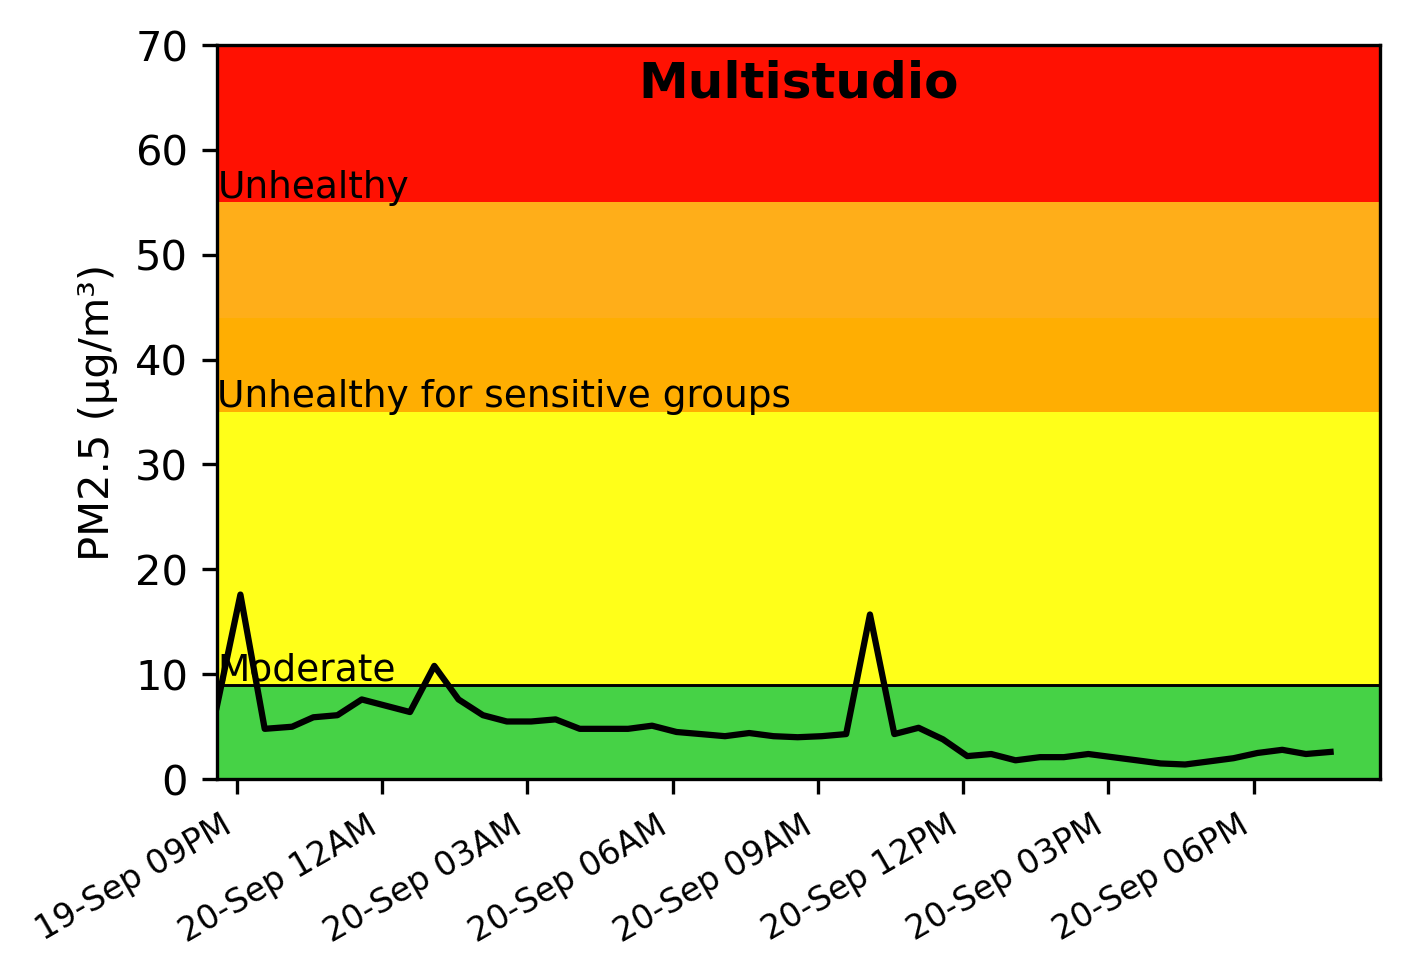 Multistudio
PM2.5 (µg/m³)
70
60
50
40
30
20
10
0
Unhealthy
Unhealthy for sensitive groups
Moderate
19-Sep 09PM
20-Sep 12AM
20-Sep 03AM
20-Sep 06AM
20-Sep 09AM
20-Sep 12PM
20-Sep 03PM
20-Sep 06PM